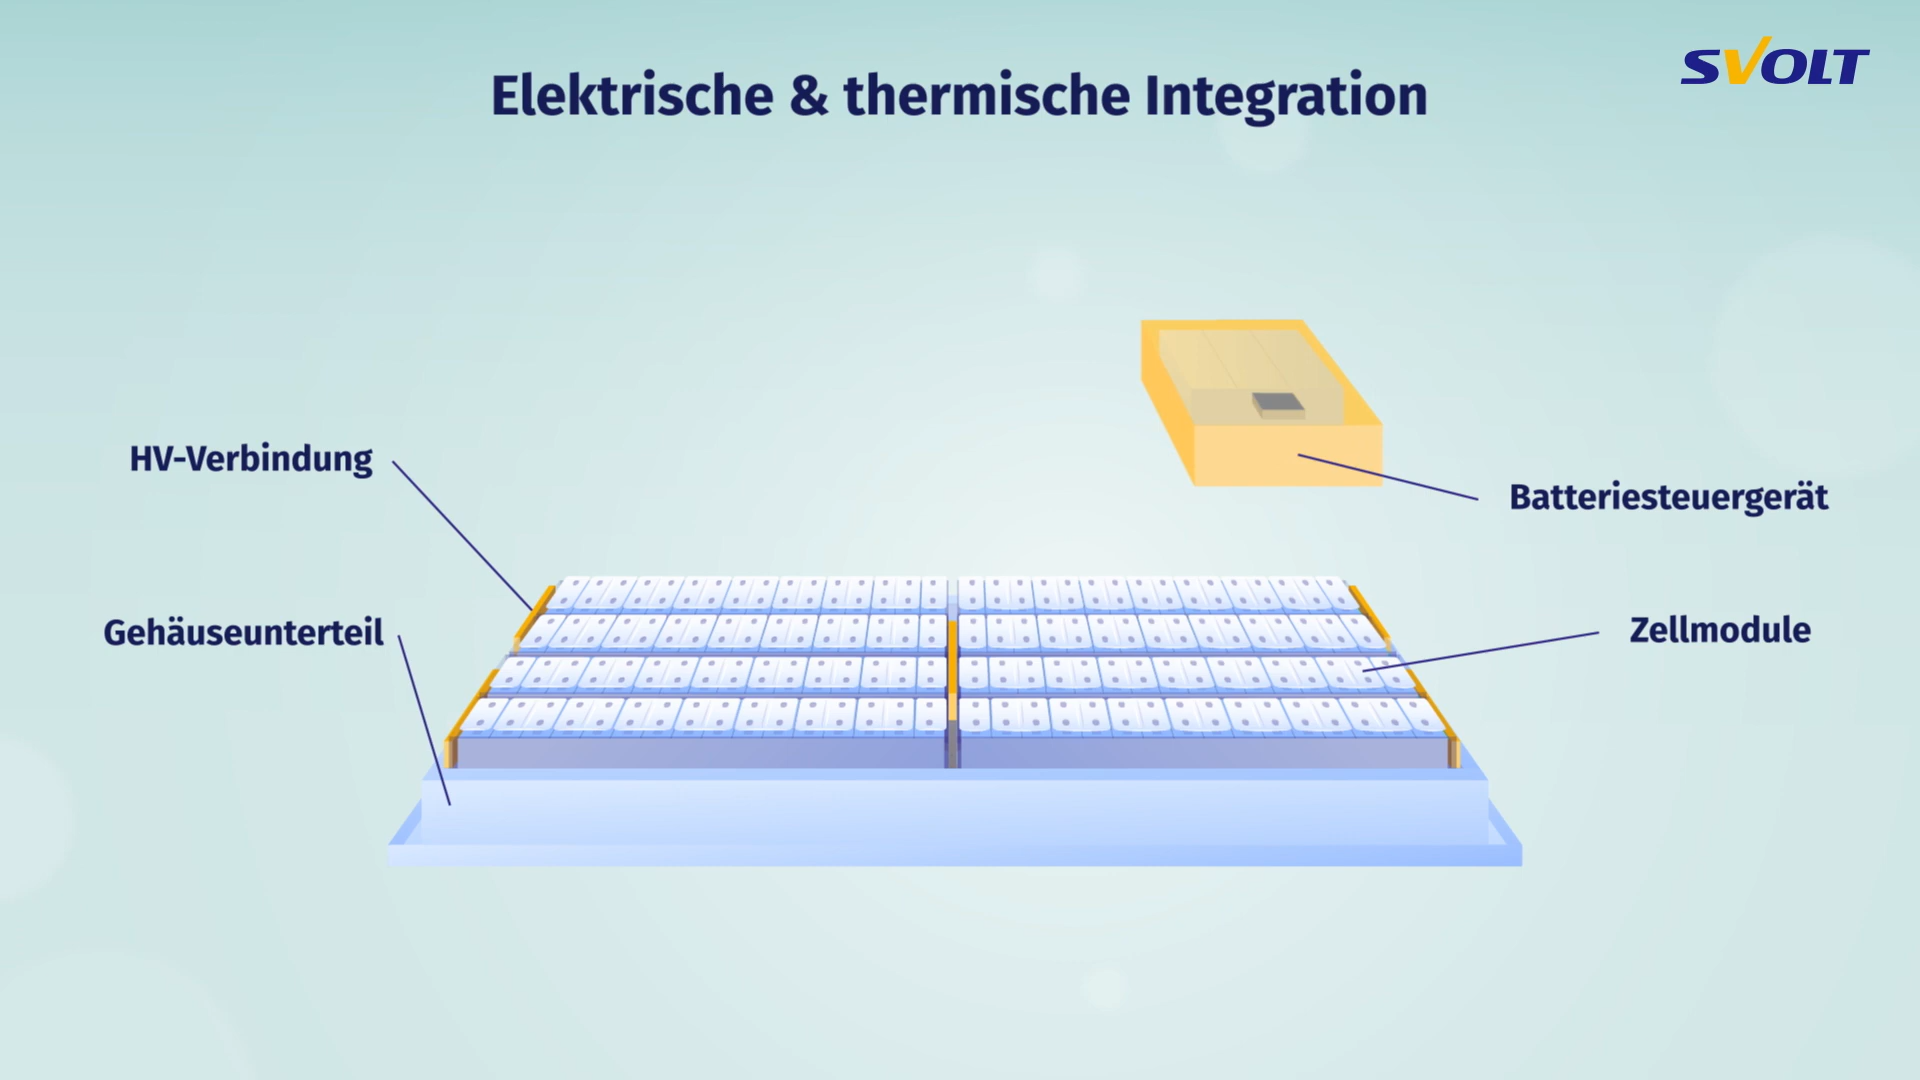 SVOLT
Elektrische & thermische Integration
HV-Verbindung
Batteriesteuergerät
Gehäuseunterteil
Zellmodule